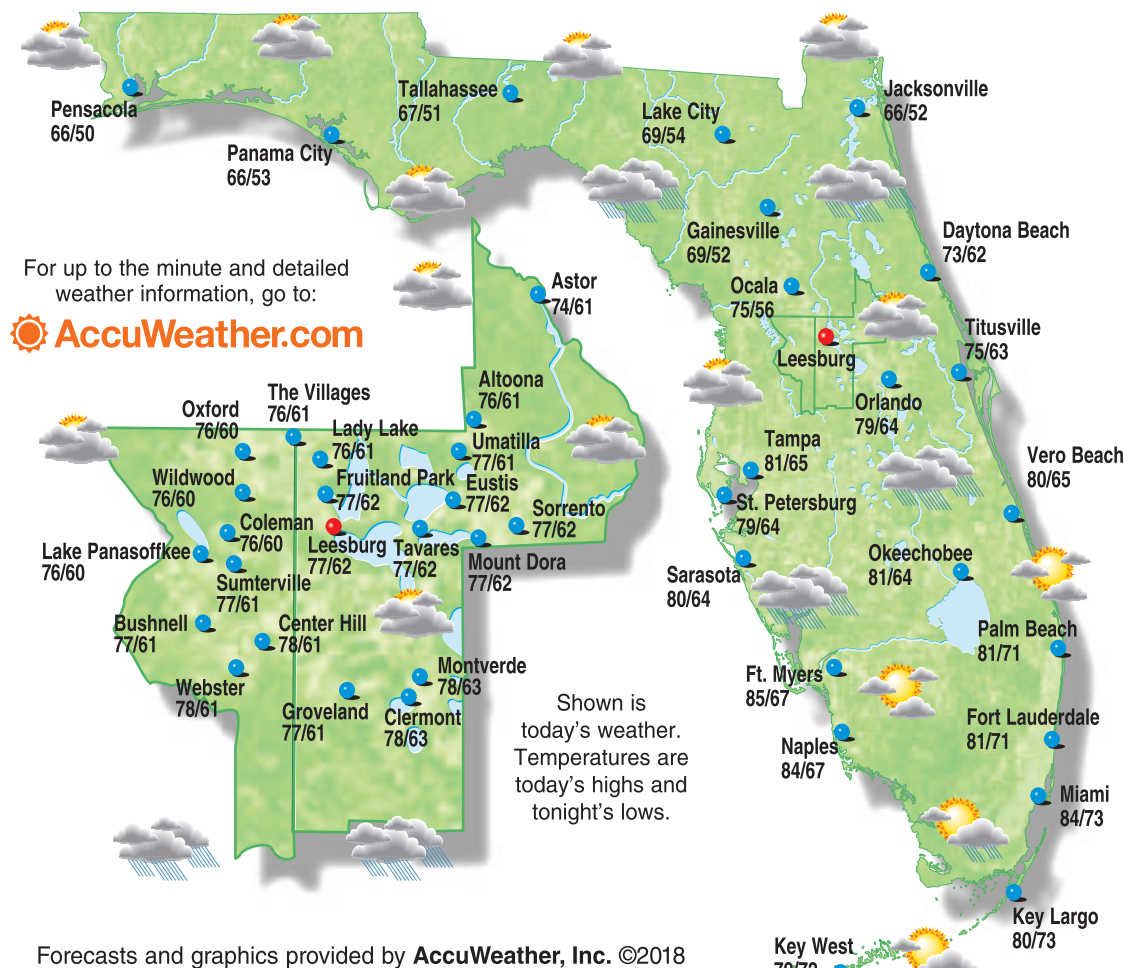 Pensacola
66/50
Panama City
66/53
Tallahassee
67/51
Lake City
69/54
Jacksonville
66/52
Gainesville
69/52
Daytona Beach
73/62
Ocala
75/56
Leesburg
Titusville
75/63
Orlando
79/64
Tampa
81/65
Vero Beach
80/65
St. Petersburg
79/64
Okeechobee
81/64
Sarasota
80/64
Palm Beach
81/71
Ft. Myers
85/67
Fort Lauderdale
81/71
Naples
84/67
Miami
84/73
Key Largo
80/73
Key West
For up to the minute and detailed
weather information, go to:
AccuWeather.com
Astor
74/61
Altoona
76/61
The Villages
76/61
Oxford
76/60
Lady Lake
76/61
Umatilla
77/61
Wildwood
76/60
Fruitland Park
77/62
Eustis
77/62
Sorrento
77/62
Coleman
76/60
Leesburg
77/62
Tavares
77/62
Mount Dora
77/62
Lake Panasoffkee
76/60
Sumterville
77/61
Bushnell
77/61
Center Hill
78/61
Webster
78/61
Groveland
77/61
Montverde
78/63
Clermont
78/63
Shown is
today's weather.
Temperatures are
today's highs and
tonight's lows.
Forecasts and graphics provided by AccuWeather, Inc. ©2018